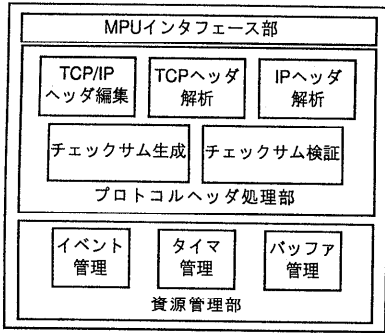 MPUインタフェース部
TCP/IP
ヘッダ編集
TCPヘッダ
解析
IPヘッダ
解析
チェックサム生成
チェックサム検証
プロトコルヘッダ処理部
イベント
管理
タイマ
管理
バッファ
管理
資源管理部